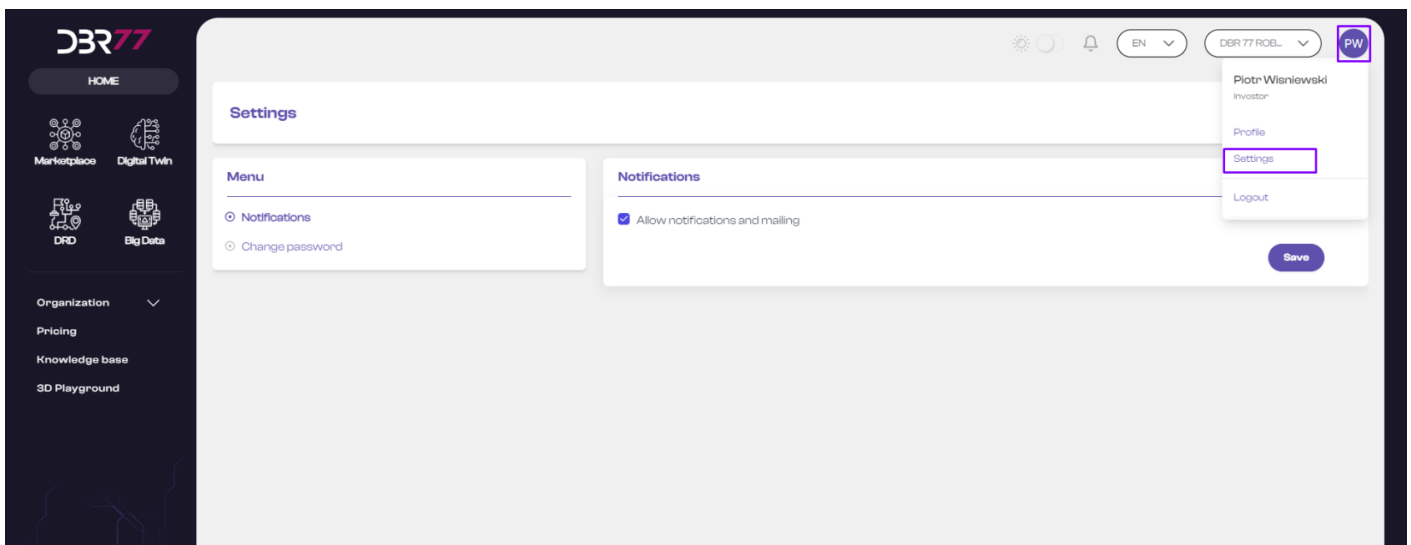 DBR77
HOME
Marketplace
Digital Twin
DRD
Big Data
Organization
Pricing
Knowledge base
3D Playground
EN
DBR 77 ROB...
PW
Piotr Wisniewski
Investor
Profile
Settings
Logout
Settings
Menu
Notifications
Change password
Notifications
Allow notifications and mailing
Save